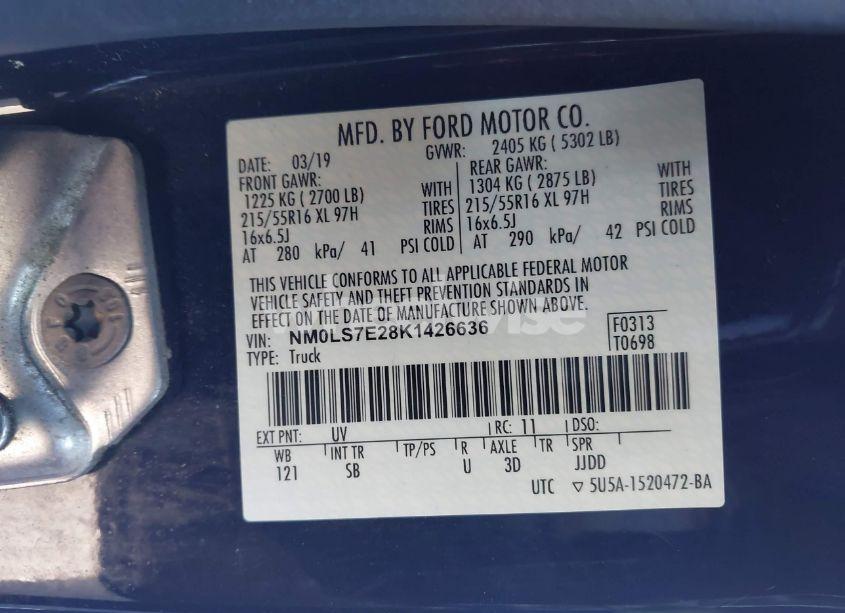 MFD. BY FORD MOTOR CO.
DATE: 03/19 GVWR: 2405 KG ( 5302 LB)
FRONT GAWR: REAR GAWR:
1225 KG ( 2700 LB) WITH 1304 KG ( 2875 LB) WITH
215/55R16 XL 97H TIRES 215/55R16 XL 97H TIRES
16x6.5J RIMS 16x6.5J RIMS
AT 280 kPa/ 41 PSI COLD AT 290 kPa/ 42 PSI COLD
THIS VEHICLE CONFORMS TO ALL APPLICABLE FEDERAL MOTOR
VEHICLE SAFETY AND THEFT PREVENTION STANDARDS IN
EFFECT ON THE DATE OF MANUFACTURE SHOWN ABOVE.
VIN: NM0LS7E28K1426636 F0313
TYPE: Truck T0698
EXT PNT: UV RC: 11 DSO:
WB INT TR TP/PS R AXLE TR SPR
121 SB U 3D JJDD
UTC ▽ 5U5A-1520472-BA